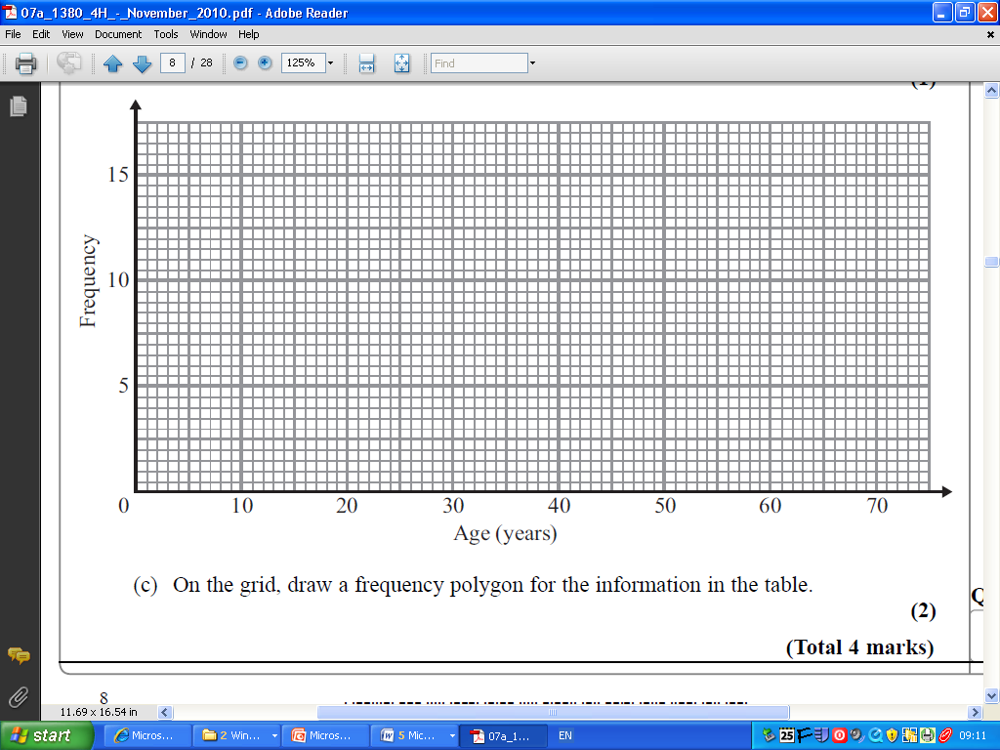 07a_1380_4H_-_November_2010.pdf - Adobe Reader
File Edit View Document Tools Window Help
8 / 28 125% Find
(1)
15
10
5
Frequency
0 10 20 30 40 50 60 70
Age (years)
(c) On the grid, draw a frequency polygon for the information in the table.
(2)
Q
(Total 4 marks)
8
11.69 x 16.54 in
start Micros... 2 Win... Micros... 5 Mic... 07a_1... EN 25 09:11